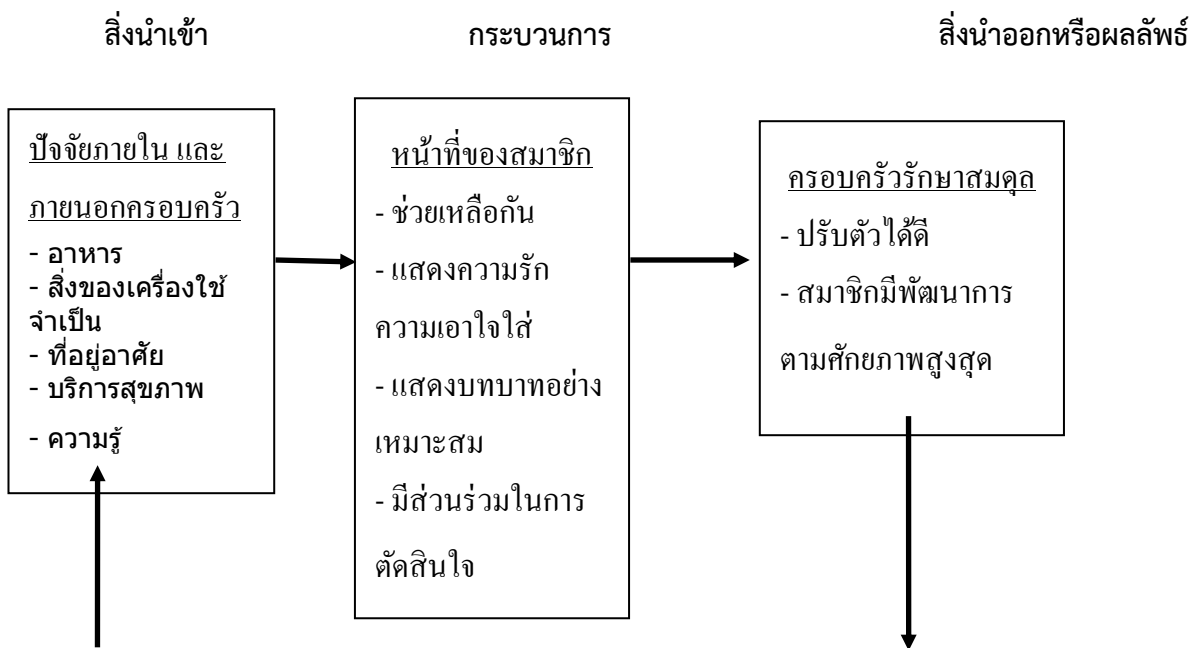 สิ่งนำเข้า
กระบวนการ
สิ่งนำออกหรือผลลัพธ์
ปัจจัยภายใน และ
ภายนอกครอบครัว
- อาหาร
- สิ่งของเครื่องใช้
จำเป็น
- ที่อยู่อาศัย
- บริการสุขภาพ
- ความรู้
หน้าที่ของสมาชิก
- ช่วยเหลือกัน
- แสดงความรัก
ความเอาใจใส่
- แสดงบทบาทอย่าง
เหมาะสม
- มีส่วนร่วมในการ
ตัดสินใจ
ครอบครัวรักษาสมดุล
- ปรับตัวได้ดี
- สมาชิกมีพัฒนาการ
ตามศักยภาพสูงสุด